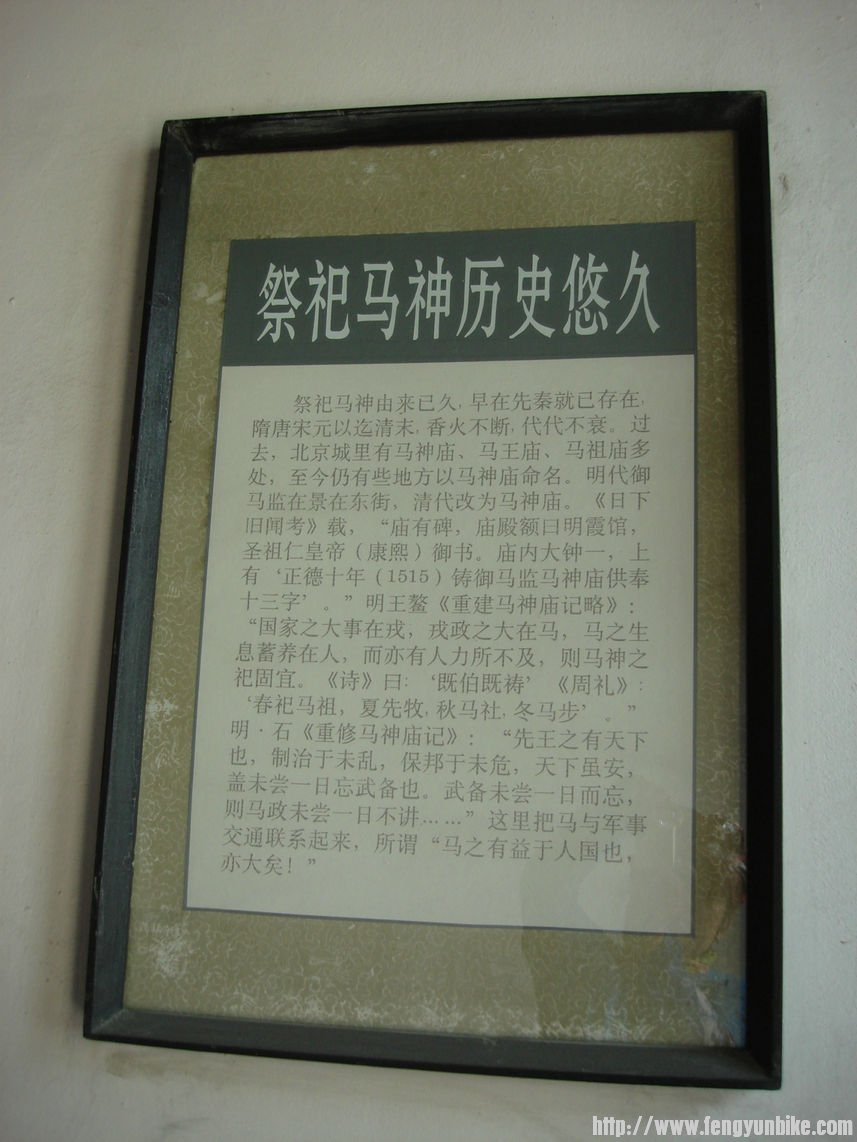 祭祀马神历史悠久
祭祀马神由来已久,早在先秦就已存在,
隋唐宋元以迄清末,香火不断,代代不衰。过
去，北京城里有马神庙、马王庙、马祖庙多
处，至今仍有些地方以马神庙命名。明代御
马监在景在东街，清代改为马神庙。《日下
旧闻考》载，“庙有碑，庙殿额曰明霞馆，
圣祖仁皇帝（康熙）御书。庙内大钟一，上
有‘正德十年（1515）铸御马监马神庙供奉
十三字’。”明王鳌《重建马神庙记略》：
“国家之大事在戎，戎政之大在马，马之生
息蓄养在人，而亦有人力所不及，则马神之
祀固宜。《诗》曰：‘既伯既祷’《周礼》：
‘春祀马祖，夏先牧,秋马社,冬马步’。”
明·石《重修马神庙记》：“先王之有天下
也，制治于未乱，保邦于未危，天下虽安，
盖未尝一日忘武备也。武备未尝一日而忘，
则马政未尝一日不讲……”这里把马与军事
交通联系起来，所谓“马之有益于人国也，
亦大矣！”
http://www.fengyunbike.com